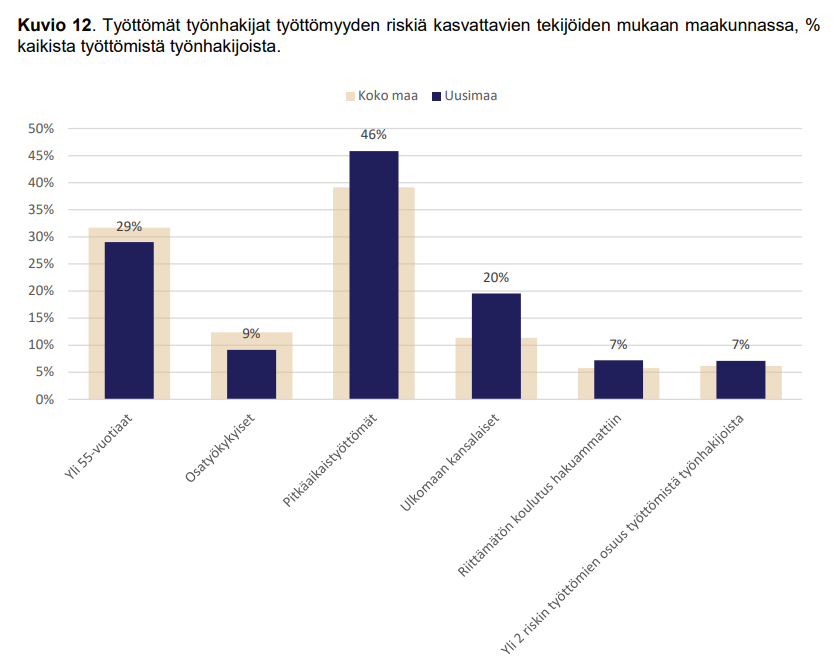 Kuvio 12. Työttömät työnhakijat työttömyyden riskiä kasvattavien tekijöiden mukaan maakunnassa, %
kaikista työttömistä työnhakijoista.
Koko maa Uusimaa
50%
45%
40%
35%
30%
25%
20%
15%
10%
5%
0%
29%
9%
46%
20%
7%
7%
Yli 55-vuotiaat
Osatyökykyiset
Pitkäaikaistyöttömät
Ulkomaan kansalaiset
Riittämätön koulutus hakuammattiin
Yli 2 riskin työttömien osuus työttömistä työnhakijoista